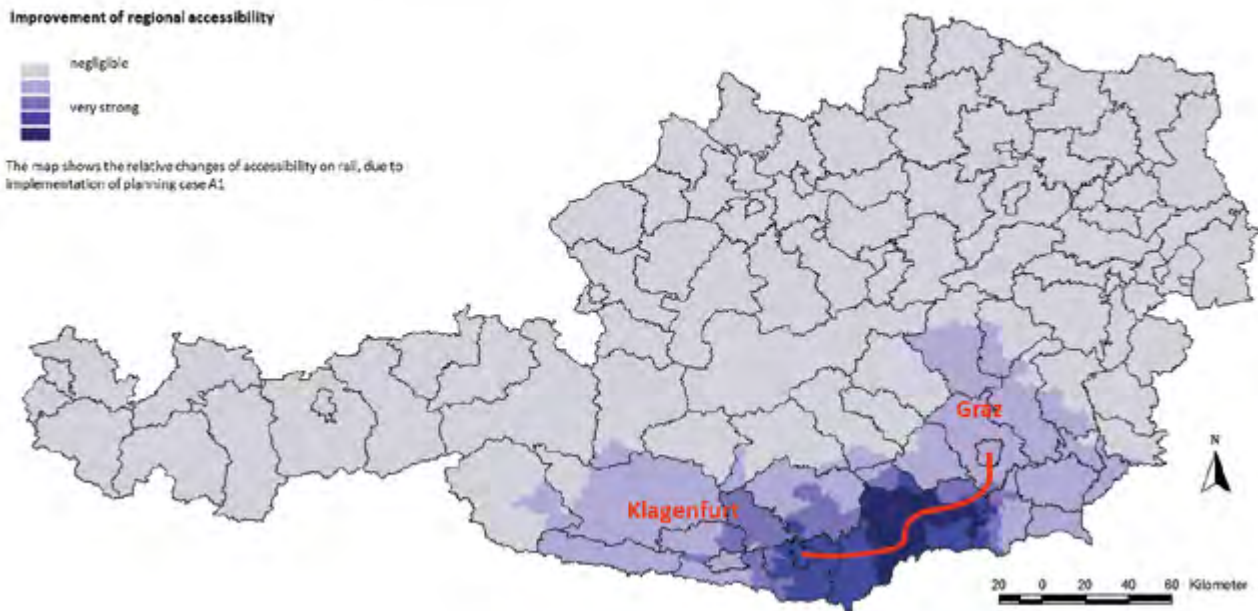 Improvement of regional accessibility
negligible
very strong
The map shows the relative changes of accessibility on rail, due to
implementation of planning case A1
Graz
Klagenfurt
N
20 0 20 40 60 Kilometer